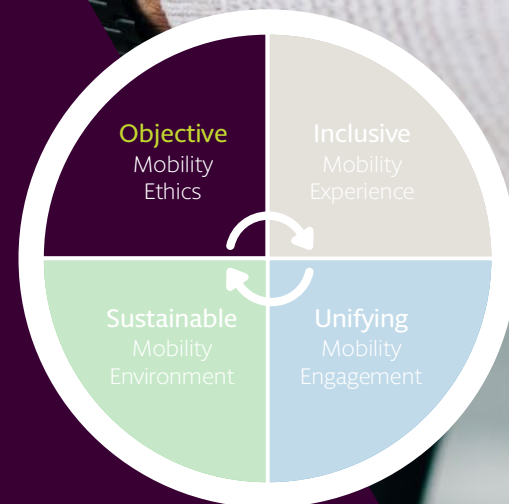 Objective
Mobility
Ethics
Inclusive
Mobility
Experience
Sustainable
Mobility
Environment
Unifying
Mobility
Engagement